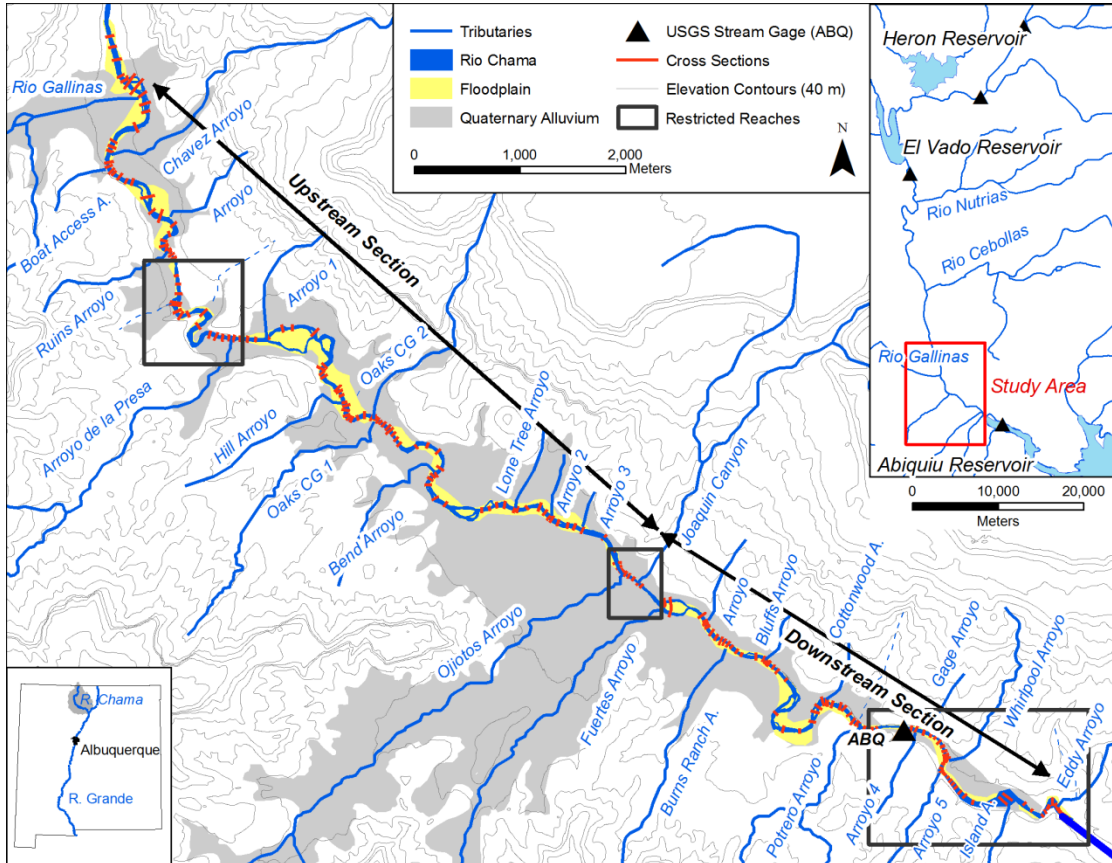 Tributaries
Rio Chama
Floodplain
Quaternary Alluvium
USGS Stream Gage (ABQ)
Cross Sections
Elevation Contours (40 m)
Restricted Reaches
0 1,000 2,000
Meters
N
Heron Reservoir
El Vado Reservoir
Rio Nutrias
Rio Cebollas
Rio Gallinas
Study Area
Abiquiu Reservoir
0 10,000 20,000
Meters
Rio Gallinas
Chavez Arroyo
Arroyo
Boat Access A.
Upstream Section
Ruins Arroyo
Arroyo 1
Arroyo de la Presa
Oaks CG 2
Hill Arroyo
Oaks CG 1
Bend Arroyo
Lone Tree Arroyo
Arroyo 2
Arroyo 3
Joaquin Canyon
Ojiotos Arroyo
Fuertes Arroyo
Burns Ranch A.
Arroyo
Bluffs Arroyo
Cottonwood A.
Downstream Section
Gage Arroyo
Whirlpool Arroyo
Eddy Arroyo
ABQ
Potrero Arroyo
Arroyo 4
Arroyo 5
Island A.
R. Chama
Albuquerque
R. Grande